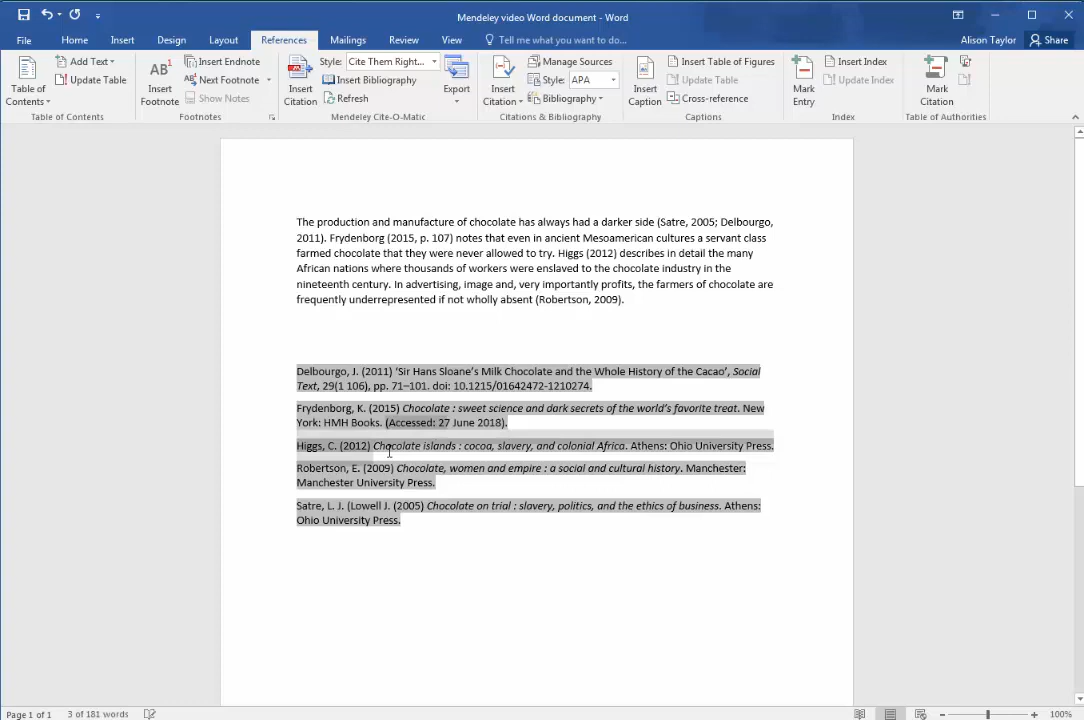 Mendeley video Word document - Word
File Home Insert Design Layout References Mailings Review View Tell me what you want to do... Alison Taylor Share
Table of Contents
Add Text
Update Table
Table of Contents
AB1
Insert Footnote
Insert Endnote
Next Footnote
Show Notes
Footnotes
Insert Citation
Style: Cite Them Right...
Insert Bibliography
Refresh
Export
Mendeley Cite-O-Matic
Insert Citation
Manage Sources
Style: APA
Bibliography
Citations & Bibliography
Insert Caption
Insert Table of Figures
Update Table
Cross-reference
Captions
Mark Entry
Insert Index
Update Index
Index
Mark Citation
Table of Authorities
The production and manufacture of chocolate has always had a darker side (Satre, 2005; Delbourgo,
2011). Frydenborg (2015, p. 107) notes that even in ancient Mesoamerican cultures a servant class
farmed chocolate that they were never allowed to try. Higgs (2012) describes in detail the many
African nations where thousands of workers were enslaved to the chocolate industry in the
nineteenth century. In advertising, image and, very importantly profits, the farmers of chocolate are
frequently underrepresented if not wholly absent (Robertson, 2009).
Delbourgo, J. (2011) ‘Sir Hans Sloane’s Milk Chocolate and the Whole History of the Cacao’, Social
Text, 29(1 106), pp. 71–101. doi: 10.1215/01642472-1210274.
Frydenborg, K. (2015) Chocolate : sweet science and dark secrets of the world’s favorite treat. New
York: HMH Books. (Accessed: 27 June 2018).
Higgs, C. (2012) Chocolate islands : cocoa, slavery, and colonial Africa. Athens: Ohio University Press.
Robertson, E. (2009) Chocolate, women and empire : a social and cultural history. Manchester:
Manchester University Press.
Satre, L. J. (Lowell J. (2005) Chocolate on trial : slavery, politics, and the ethics of business. Athens:
Ohio University Press.
Page 1 of 1 3 of 181 words 100%